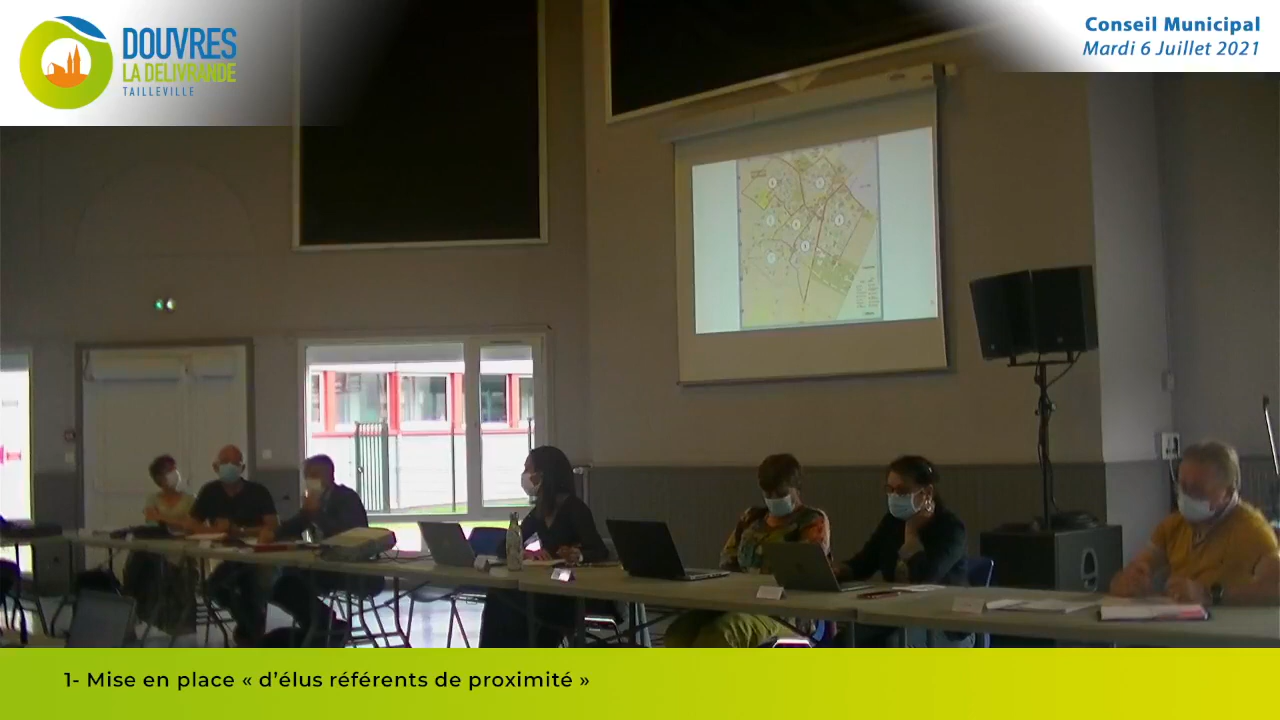 DOUVRES
LA DELIVRANDE
TAILLEVILLE
Conseil Municipal
Mardi 6 Juillet 2021
1- Mise en place « d'élus référents de proximité »